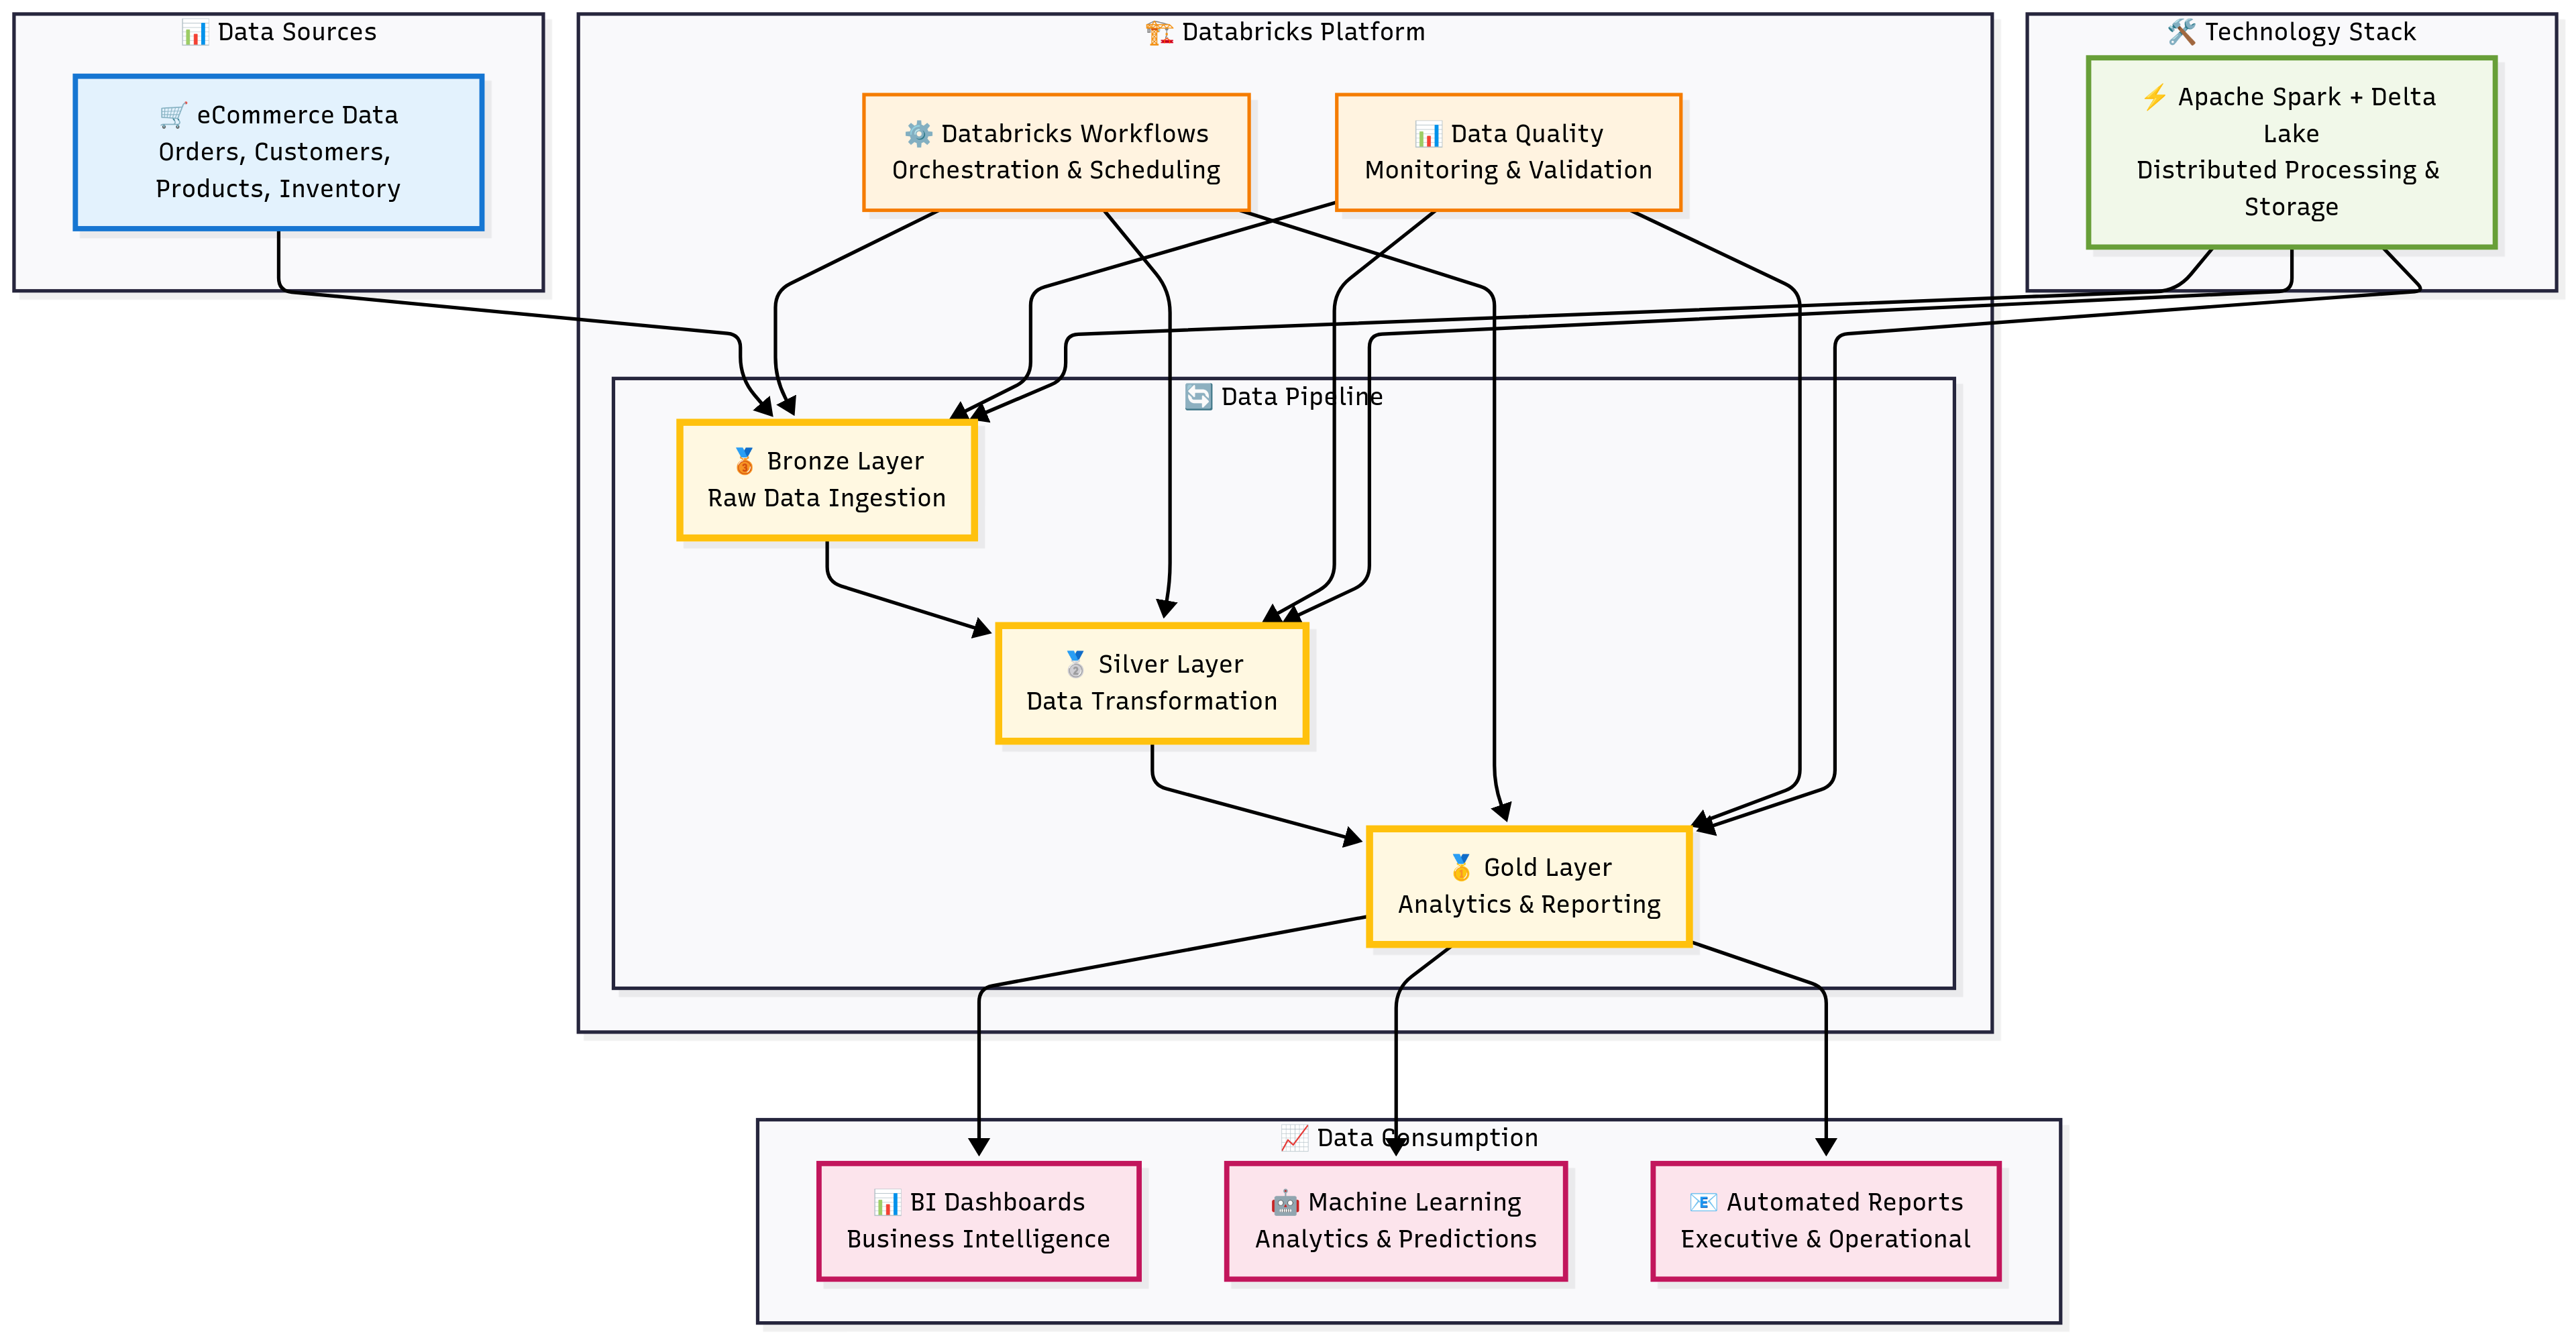 📊 Data Sources
🛒 eCommerce Data
Orders, Customers,
Products, Inventory
🏗️ Databricks Platform
⚙️ Databricks Workflows
Orchestration & Scheduling
📊 Data Quality
Monitoring & Validation
🛠️ Technology Stack
⚡ Apache Spark + Delta
Lake
Distributed Processing &
Storage
🔄 Data Pipeline
🥉 Bronze Layer
Raw Data Ingestion
🥈 Silver Layer
Data Transformation
🥇 Gold Layer
Analytics & Reporting
📈 Data Consumption
📊 BI Dashboards
Business Intelligence
🤖 Machine Learning
Analytics & Predictions
📧 Automated Reports
Executive & Operational